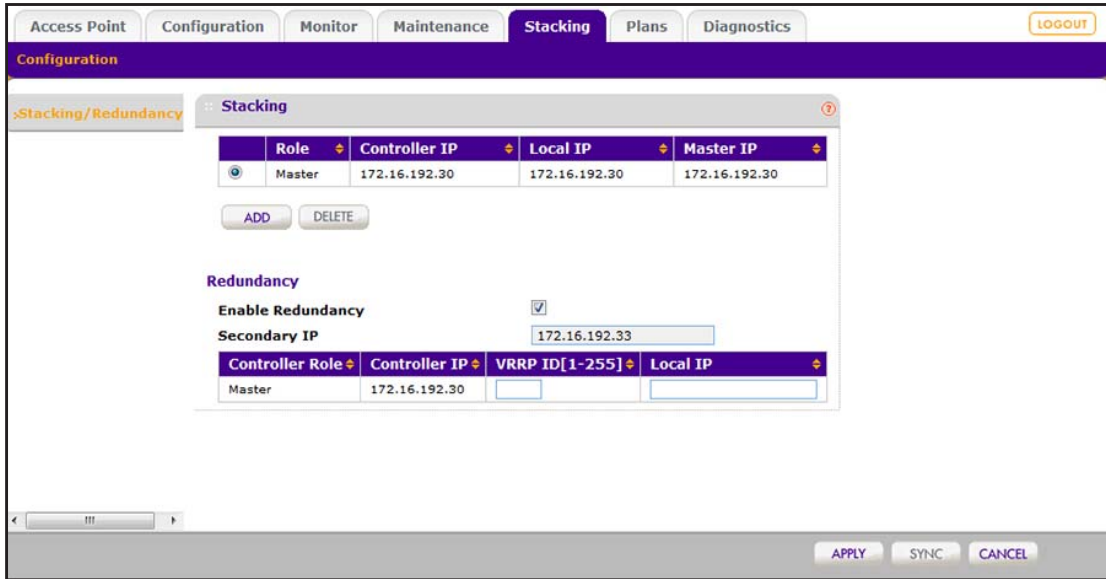 Access Point Configuration Monitor Maintenance Stacking Plans Diagnostics LOGOUT
Configuration
Stacking/Redundancy
Stacking ?
Role Controller IP Local IP Master IP
Master 172.16.192.30 172.16.192.30 172.16.192.30
ADD DELETE
Redundancy
Enable Redundancy
Secondary IP 172.16.192.33
Controller Role Controller IP VRRP ID[1-255] Local IP
Master 172.16.192.30
APPLY SYNC CANCEL